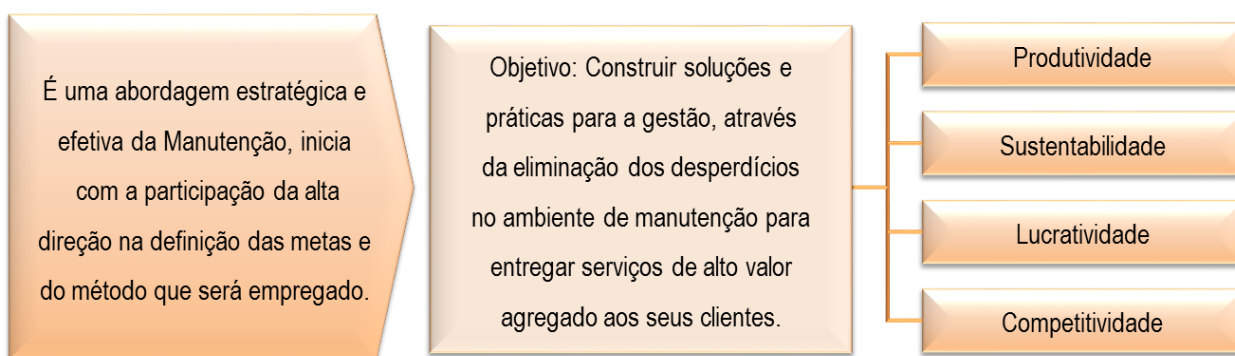 É uma abordagem estratégica e
efetiva da Manutenção, inicia
com a participação da alta
direção na definição das metas e
do método que será empregado.
Objetivo: Construir soluções e
práticas para a gestão, através
da eliminação dos desperdícios
no ambiente de manutenção para
entregar serviços de alto valor
agregado aos seus clientes.
Produtividade
Sustentabilidade
Lucratividade
Competitividade